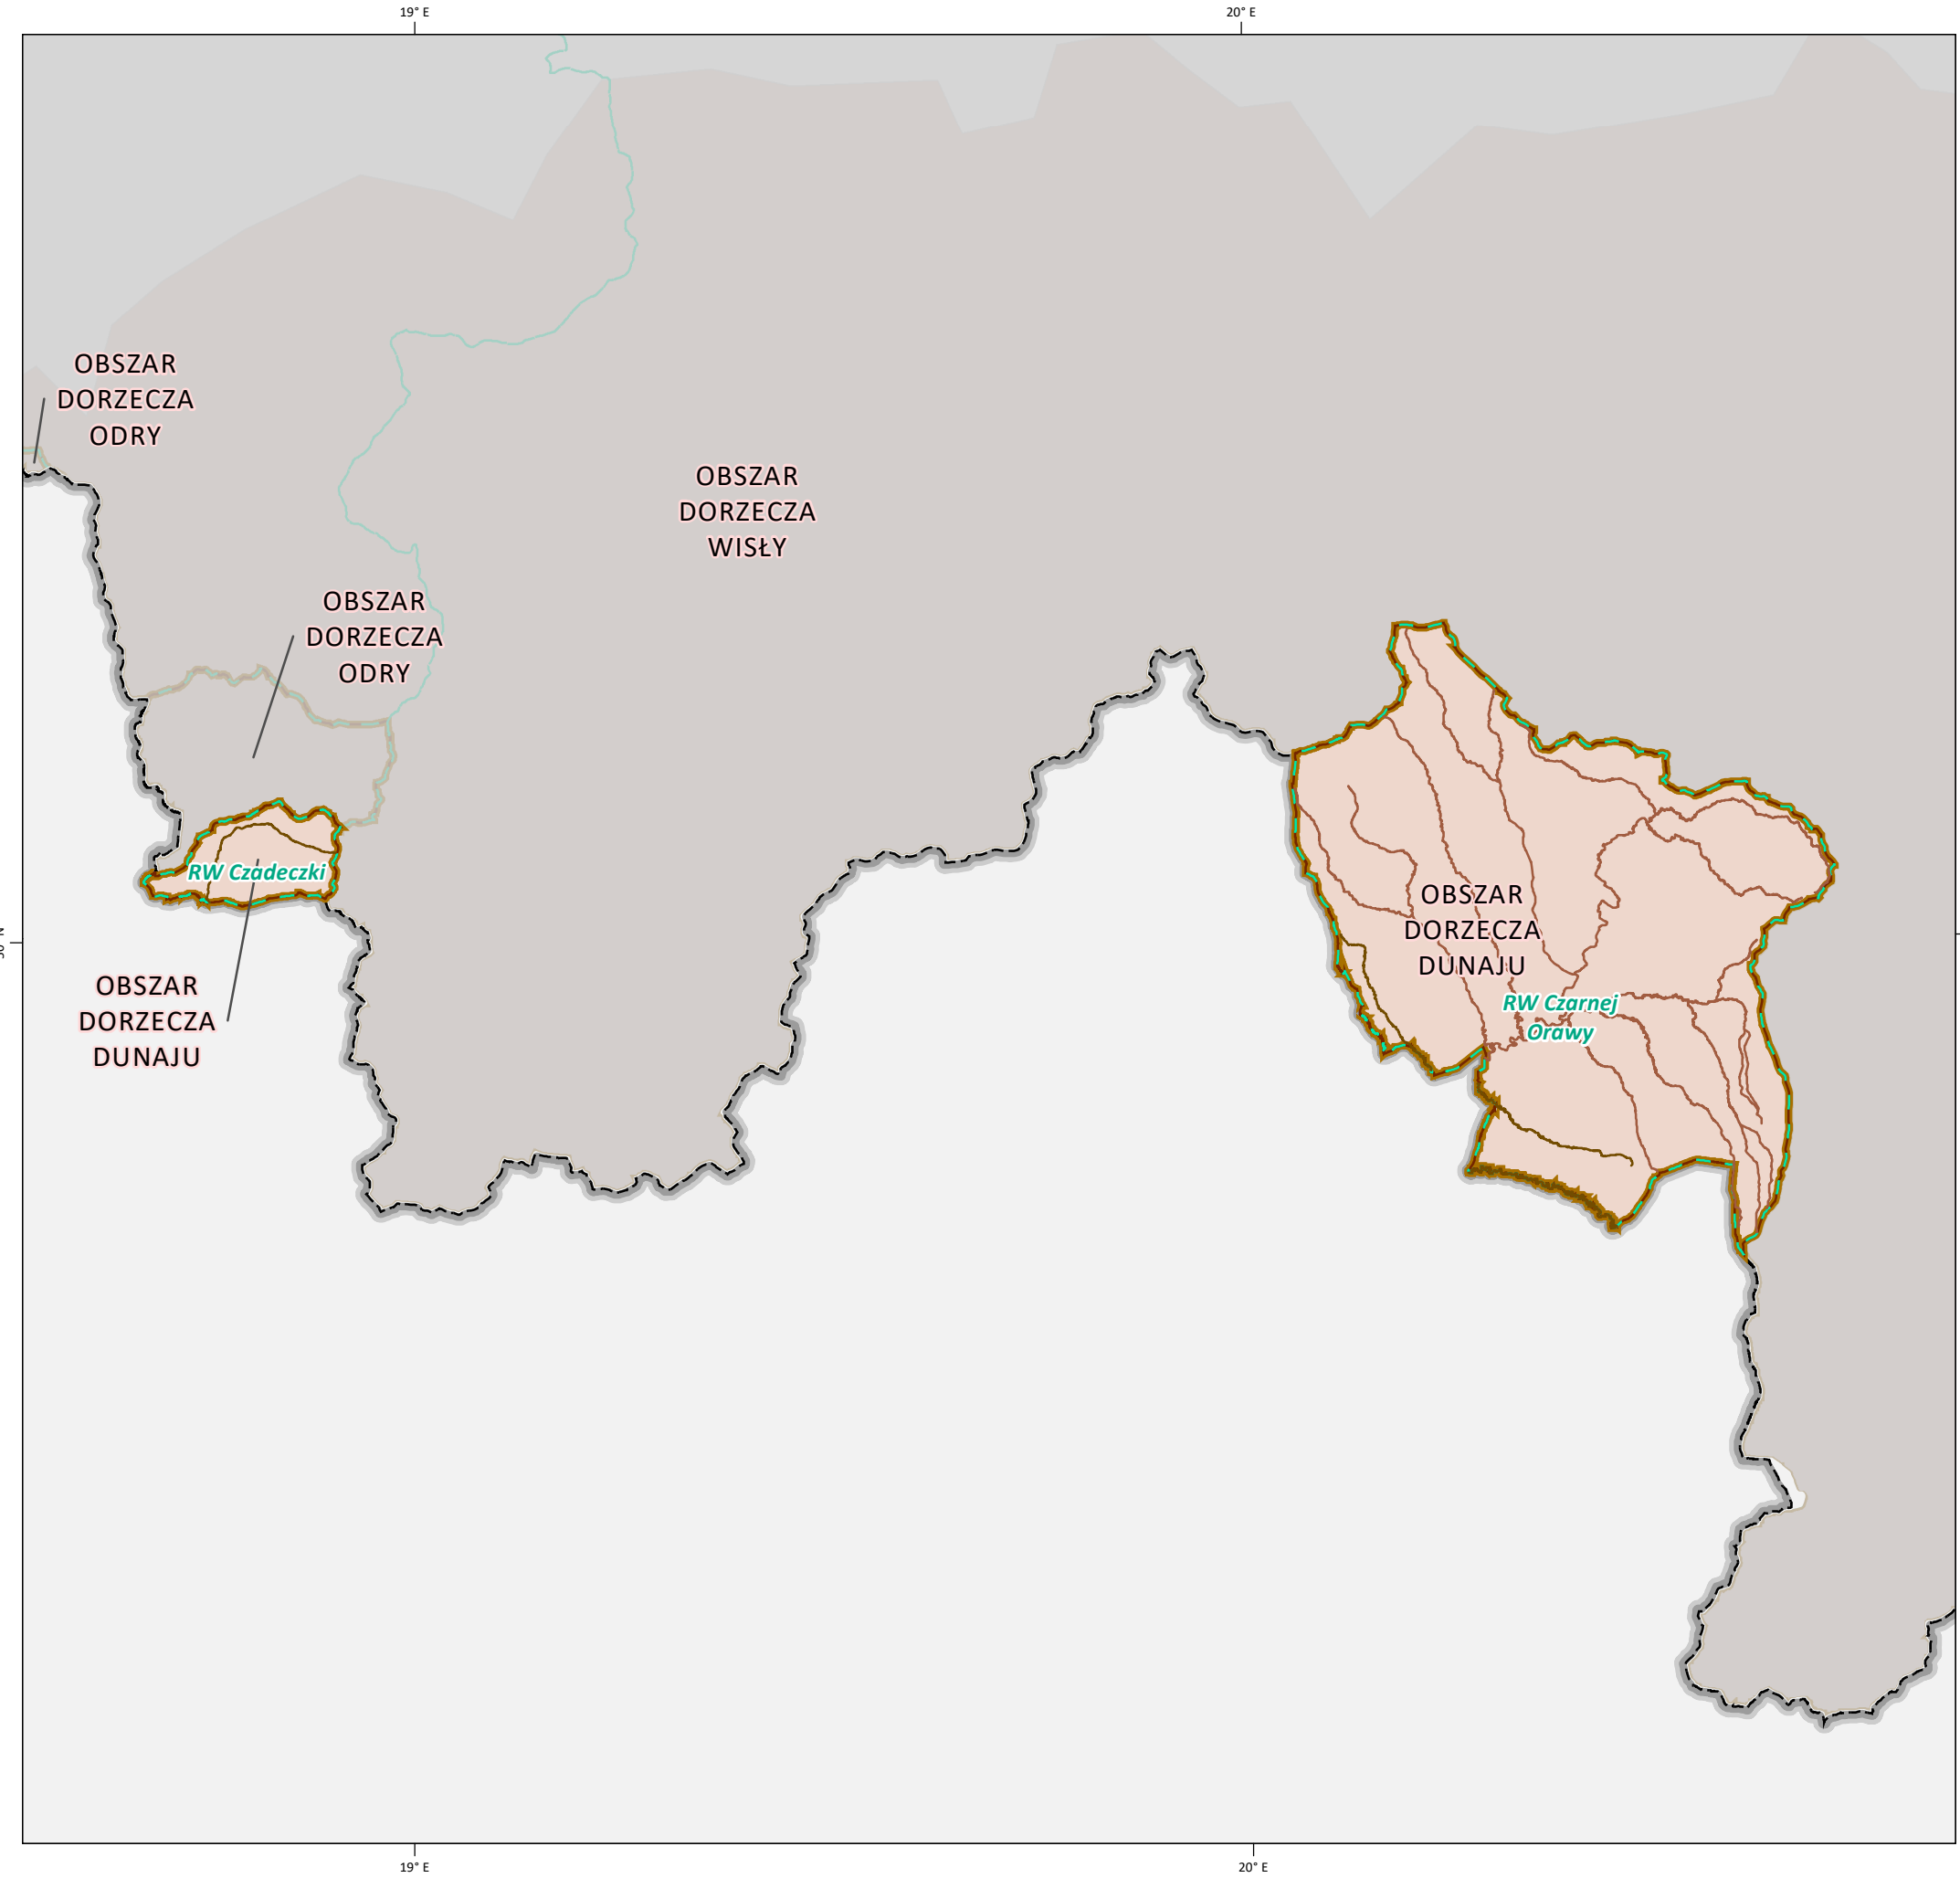 19° E
20° E
OBSZAR
DORZECZA
ODRY
OBSZAR
DORZECZA
WISŁY
OBSZAR
DORZECZA
ODRY
RW Czadeczki
OBSZAR
DORZECZA
DUNAJU
OBSZAR
DORZECZA
DUNAJU
RW Czarnej
Orawy
19° E
20° E